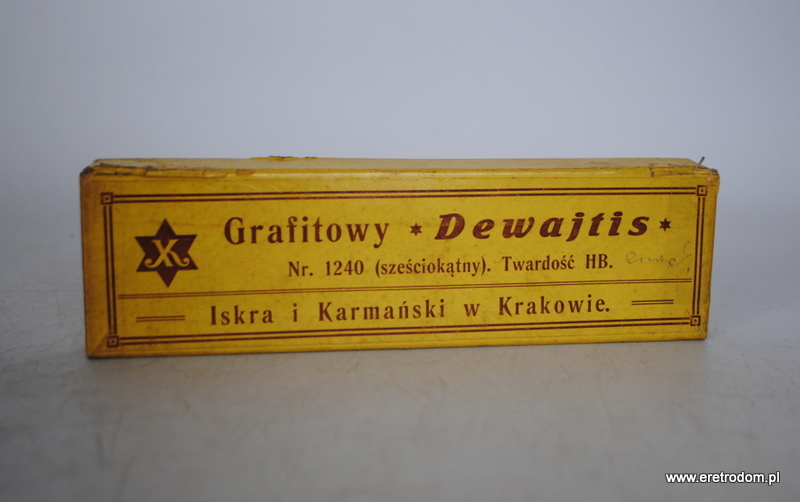 Grafitowy * Dewajtis *
Nr. 1240 (sześciokątny). Twardość HB.
Iskra i Karmański w Krakowie.
www.eretrodom.pl